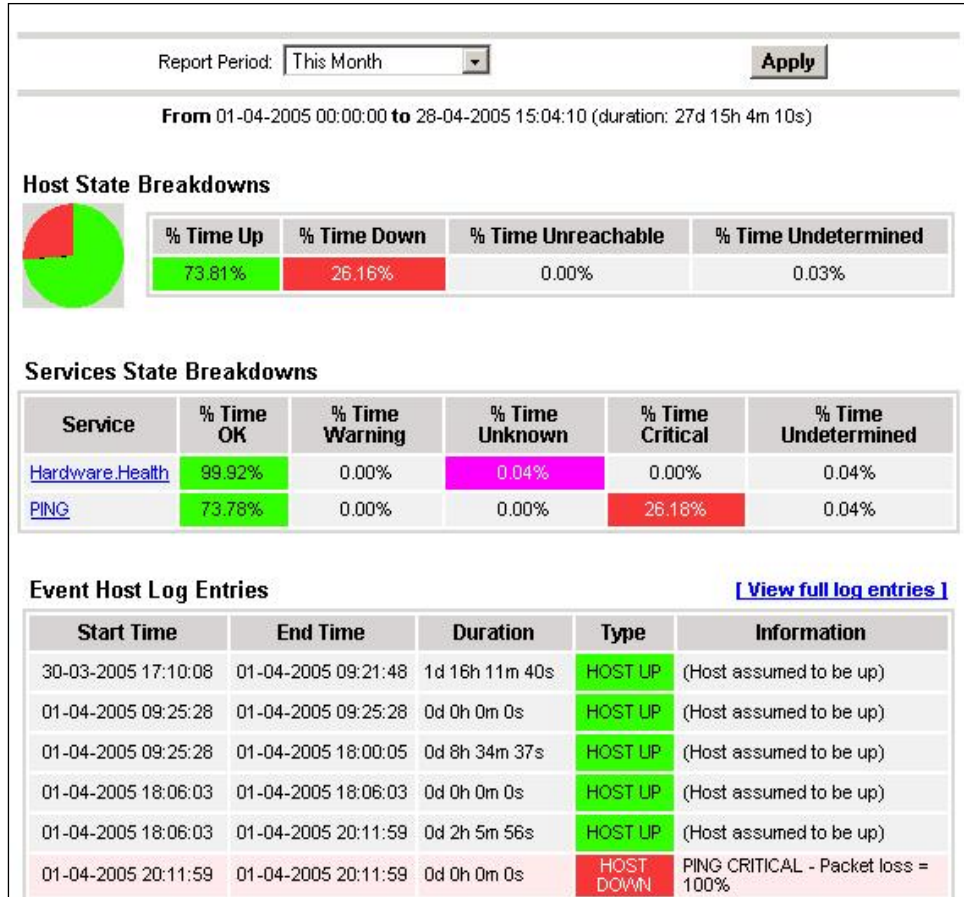 Report Period: This Month Apply
From 01-04-2005 00:00:00 to 28-04-2005 15:04:10 (duration: 27d 15h 4m 10s)
Host State Breakdowns
% Time Up % Time Down % Time Unreachable % Time Undetermined
73.81% 26.16% 0.00% 0.03%
Services State Breakdowns
Service % Time OK % Time Warning % Time Unknown % Time Critical % Time Undetermined
Hardware.Health 99.92% 0.00% 0.04% 0.00% 0.04%
PING 73.78% 0.00% 0.00% 26.18% 0.04%
Event Host Log Entries [ View full log entries ]
Start Time End Time Duration Type Information
30-03-2005 17:10:08 01-04-2005 09:21:48 1d 16h 11m 40s HOST UP (Host assumed to be up)
01-04-2005 09:25:28 01-04-2005 09:25:28 0d 0h 0m 0s HOST UP (Host assumed to be up)
01-04-2005 09:25:28 01-04-2005 18:00:05 0d 8h 34m 37s HOST UP (Host assumed to be up)
01-04-2005 18:06:03 01-04-2005 18:06:03 0d 0h 0m 0s HOST UP (Host assumed to be up)
01-04-2005 18:06:03 01-04-2005 20:11:59 0d 2h 5m 56s HOST UP (Host assumed to be up)
01-04-2005 20:11:59 01-04-2005 20:11:59 0d 0h 0m 0s HOST DOWN PING CRITICAL - Packet loss = 100%